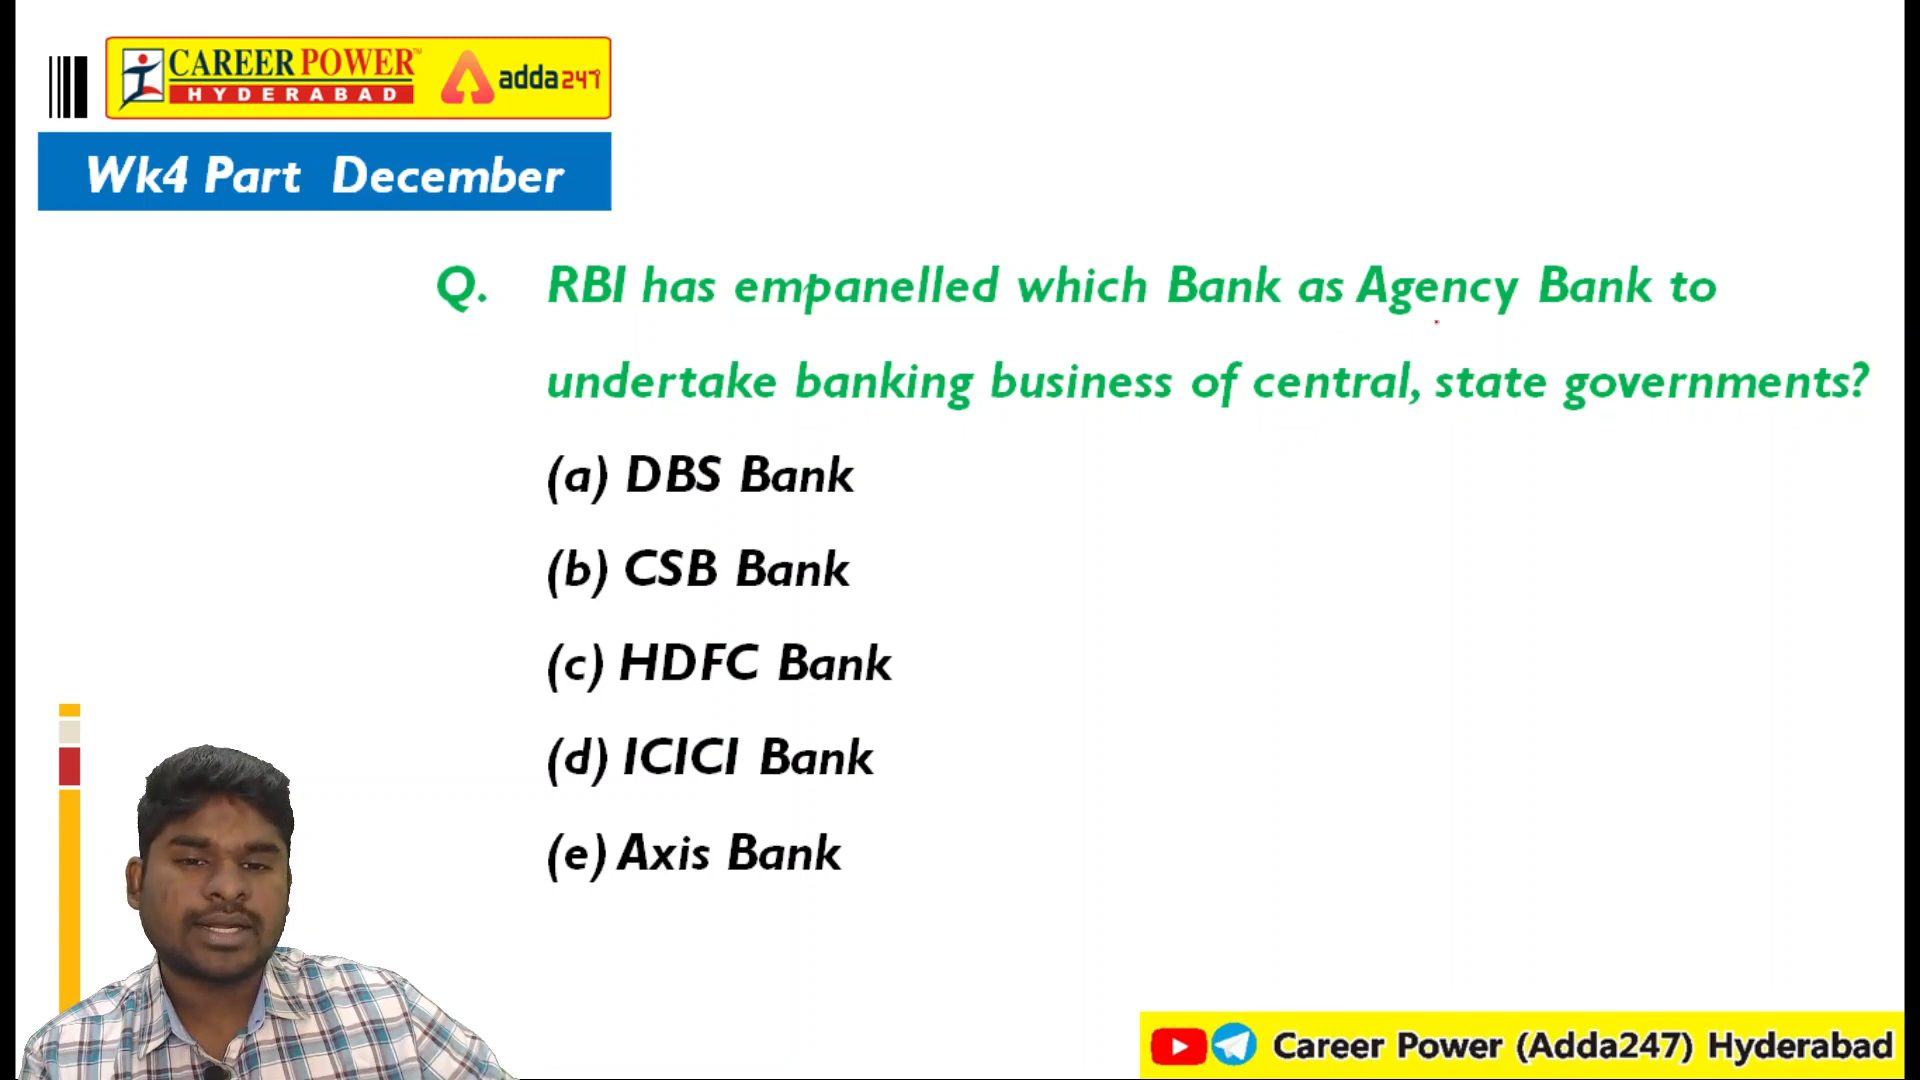 CAREER POWER
HYDERABAD
adda247
Wk4 Part December
Q. RBI has empanelled which Bank as Agency Bank to
undertake banking business of central, state governments?
(a) DBS Bank
(b) CSB Bank
(c) HDFC Bank
(d) ICICI Bank
(e) Axis Bank
Career Power (Adda247) Hyderabad